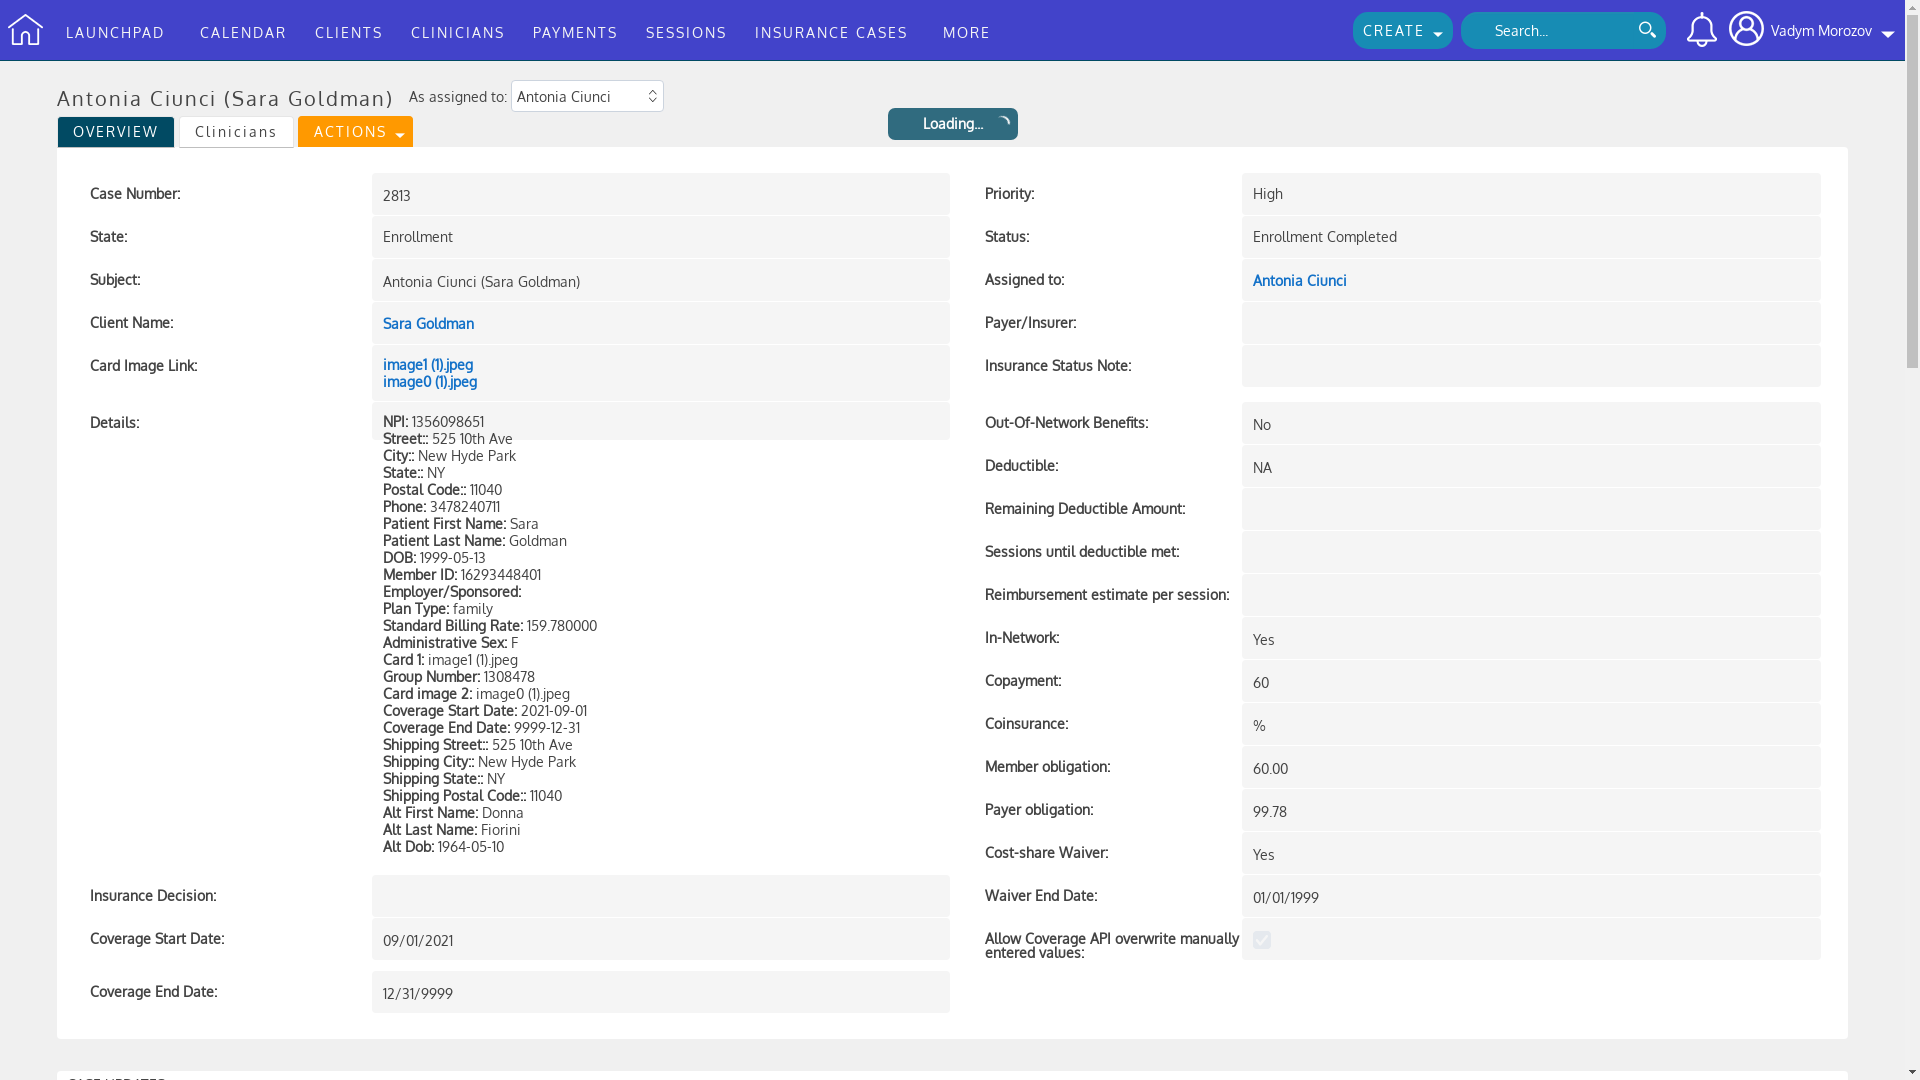 LAUNCHPAD CALENDAR CLIENTS CLINICIANS PAYMENTS SESSIONS INSURANCE CASES MORE CREATE Search... Vadym Morozov
Antonia Ciunci (Sara Goldman) As assigned to: Antonia Ciunci
Loading...
OVERVIEW Clinicians ACTIONS
Case Number: 2813 Priority: High
State: Enrollment Status: Enrollment Completed
Subject: Antonia Ciunci (Sara Goldman) Assigned to: Antonia Ciunci
Client Name: Sara Goldman Payer/Insurer:
Card Image Link: image1 (1).jpeg Insurance Status Note:
image0 (1).jpeg
Details: NPI: 1356098651 Out-Of-Network Benefits: No
Street:: 525 10th Ave
City:: New Hyde Park
State:: NY Deductible: NA
Postal Code:: 11040
Phone: 3478240711 Remaining Deductible Amount:
Patient First Name: Sara
Patient Last Name: Goldman
DOB: 1999-05-13 Sessions until deductible met:
Member ID: 16293448401
Employer/Sponsored: Reimbursement estimate per session:
Plan Type: family
Standard Billing Rate: 159.780000
Administrative Sex: F In-Network: Yes
Card 1: image1 (1).jpeg
Group Number: 1308478 Copayment: 60
Card image 2: image0 (1).jpeg
Coverage Start Date: 2021-09-01
Coverage End Date: 9999-12-31 Coinsurance: %
Shipping Street:: 525 10th Ave
Shipping City:: New Hyde Park Member obligation: 60.00
Shipping State:: NY
Shipping Postal Code:: 11040
Alt First Name: Donna Payer obligation: 99.78
Alt Last Name: Fiorini
Alt Dob: 1964-05-10 Cost-share Waiver: Yes
Insurance Decision: Waiver End Date: 01/01/1999
Coverage Start Date: 09/01/2021 Allow Coverage API overwrite manually
entered values:
Coverage End Date: 12/31/9999
CASE UPDATES